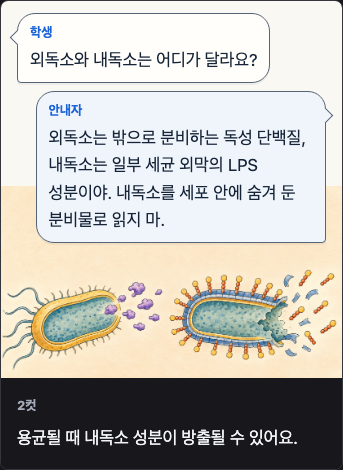 학생
외독소와 내독소는 어디가 달라요?
안내자
외독소는 밖으로 분비하는 독성 단백질,
내독소는 일부 세균 외막의 LPS
성분이야. 내독소를 세포 안에 숨겨 둔
분비물로 읽지 마.
2컷
용균될 때 내독소 성분이 방출될 수 있어요.